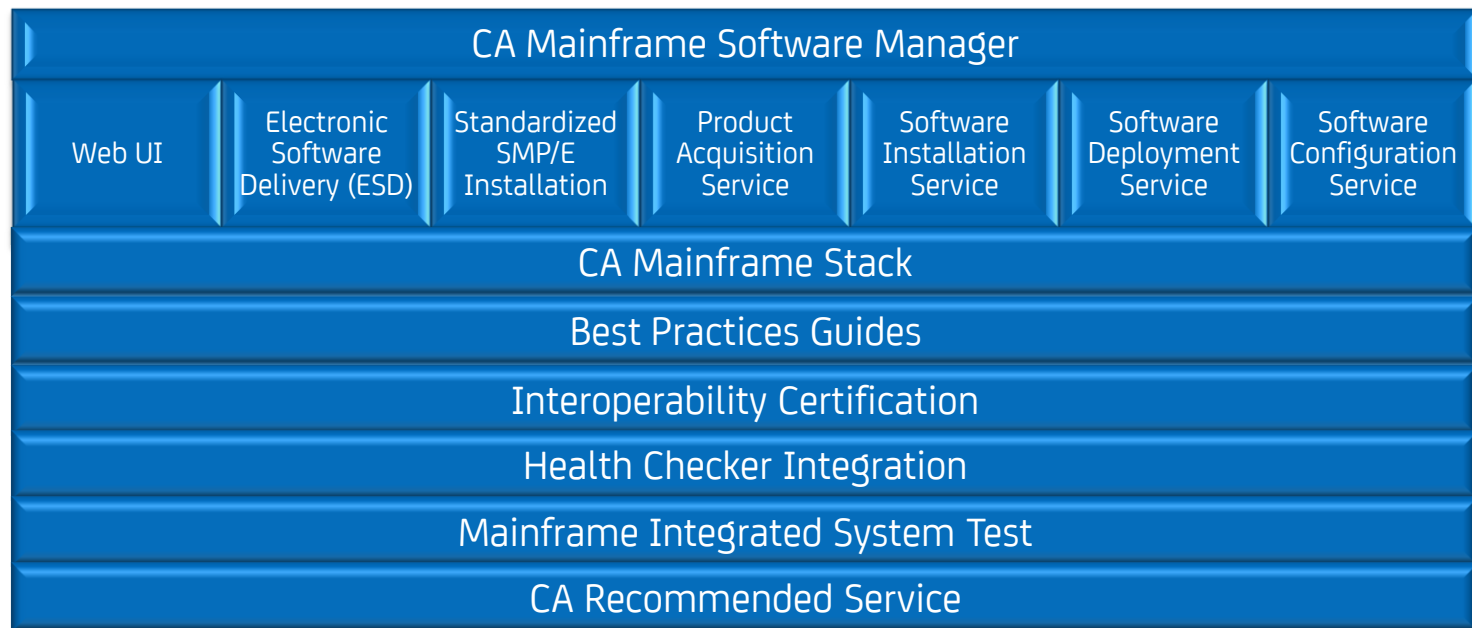 CA Mainframe Software Manager
Web UI
Electronic
Software
Delivery (ESD)
Standardized
SMP/E
Installation
Product
Acquisition
Service
Software
Installation
Service
Software
Deployment
Service
Software
Configuration
Service
CA Mainframe Stack
Best Practices Guides
Interoperability Certification
Health Checker Integration
Mainframe Integrated System Test
CA Recommended Service